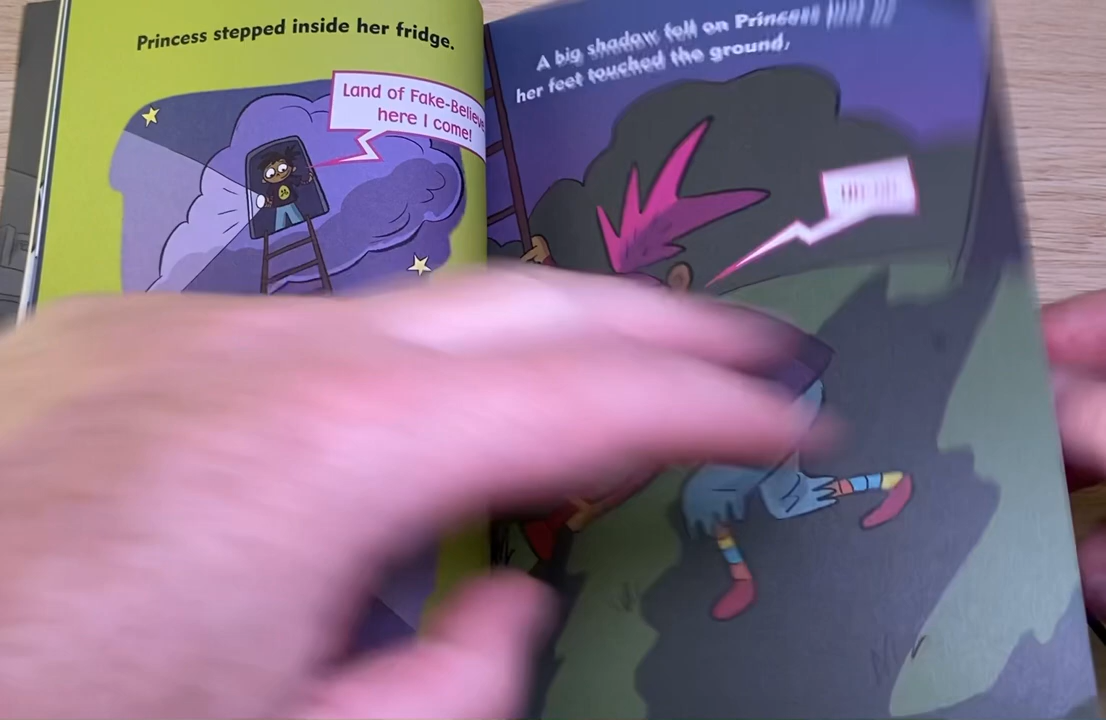 Princess stepped inside her fridge.
Land of Fake-Believe
here I come!
A big shadow fell on Princess
her feet touched the ground.